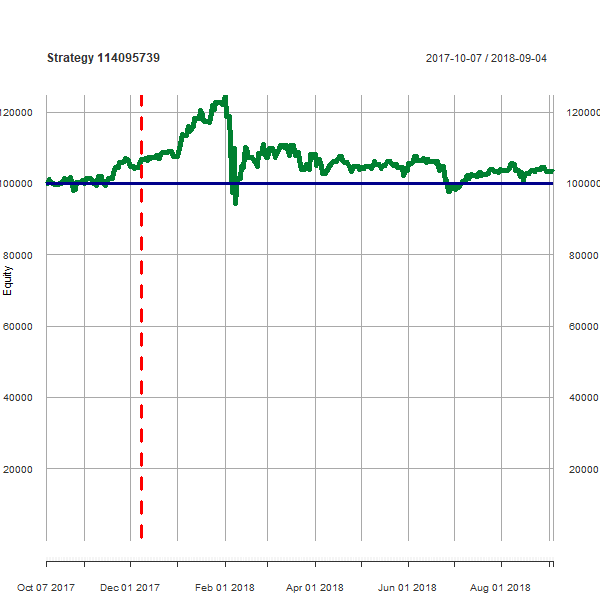 Strategy 114095739
2017-10-07 / 2018-09-04
120000
120000
100000
100000
80000
80000
Equity
60000
60000
40000
40000
20000
20000
Oct 07 2017
Dec 01 2017
Feb 01 2018
Apr 01 2018
Jun 01 2018
Aug 01 2018